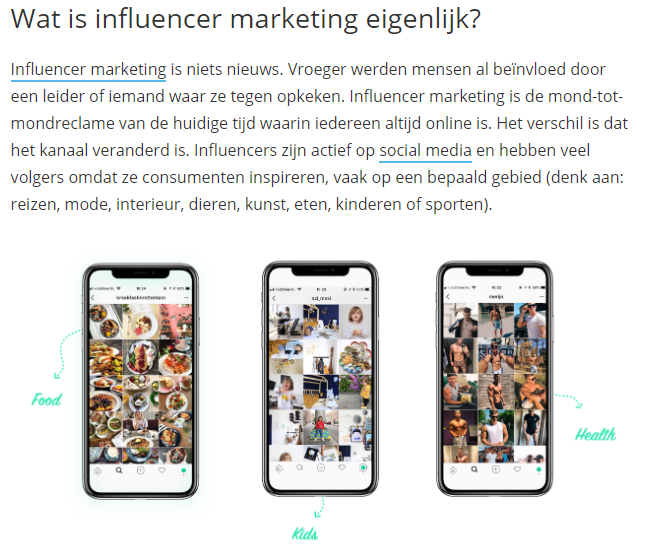 Wat is influencer marketing eigenlijk?
Influencer marketing is niets nieuws. Vroeger werden mensen al beïnvloed door
een leider of iemand waar ze tegen opkeken. Influencer marketing is de mond-tot-
mondreclame van de huidige tijd waarin iedereen altijd online is. Het verschil is dat
het kanaal veranderd is. Influencers zijn actief op social media en hebben veel
volgers omdat ze consumenten inspireren, vaak op een bepaald gebied (denk aan:
reizen, mode, interieur, dieren, kunst, eten, kinderen of sporten).
breakfastinrotterdam
merijn
Food
Health
Kids